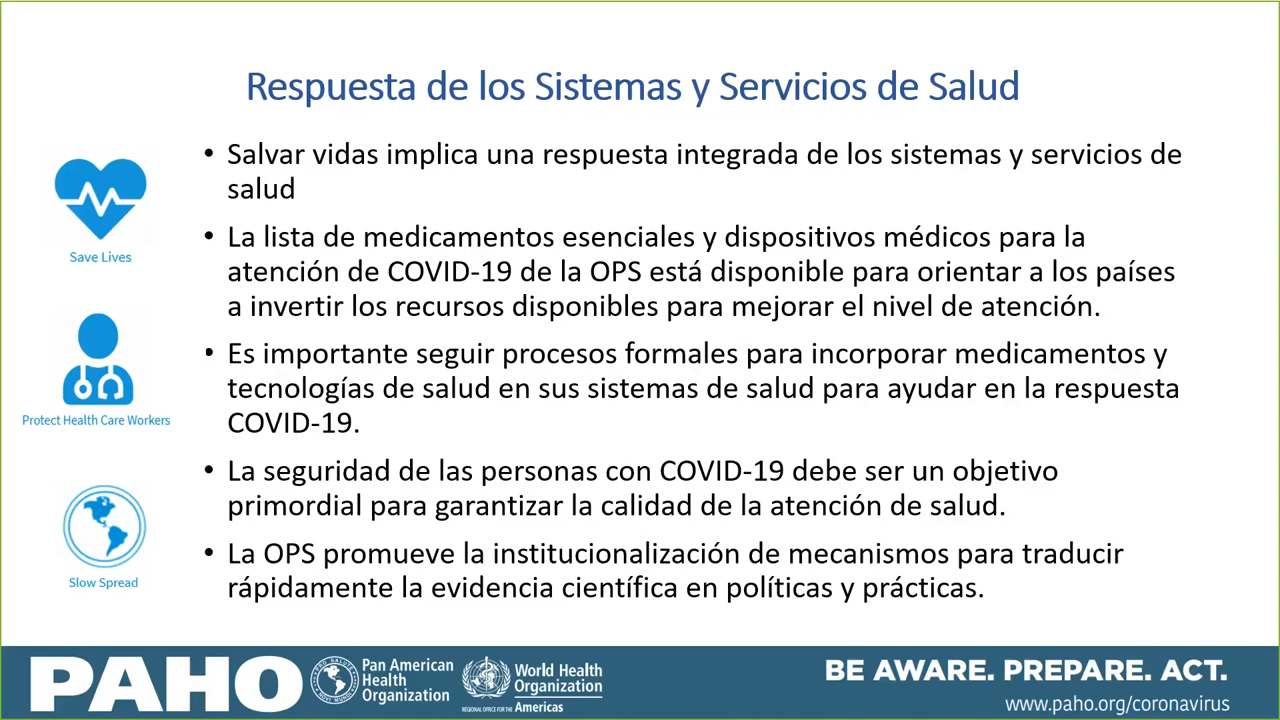 Respuesta de los Sistemas y Servicios de Salud
• Salvar vidas implica una respuesta integrada de los sistemas y servicios de
salud
• La lista de medicamentos esenciales y dispositivos médicos para la
atención de COVID-19 de la OPS está disponible para orientar a los países
a invertir los recursos disponibles para mejorar el nivel de atención.
• Es importante seguir procesos formales para incorporar medicamentos y
tecnologías de salud en sus sistemas de salud para ayudar en la respuesta
COVID-19.
• La seguridad de las personas con COVID-19 debe ser un objetivo
primordial para garantizar la calidad de la atención de salud.
• La OPS promueve la institucionalización de mecanismos para traducir
rápidamente la evidencia científica en políticas y prácticas.
Save Lives
Protect Health Care Workers
Slow Spread
PAHO
Pan American
Health
Organization
World Health
Organization
REGIONAL OFFICE FOR THE Americas
BE AWARE. PREPARE. ACT.
www.paho.org/coronavirus